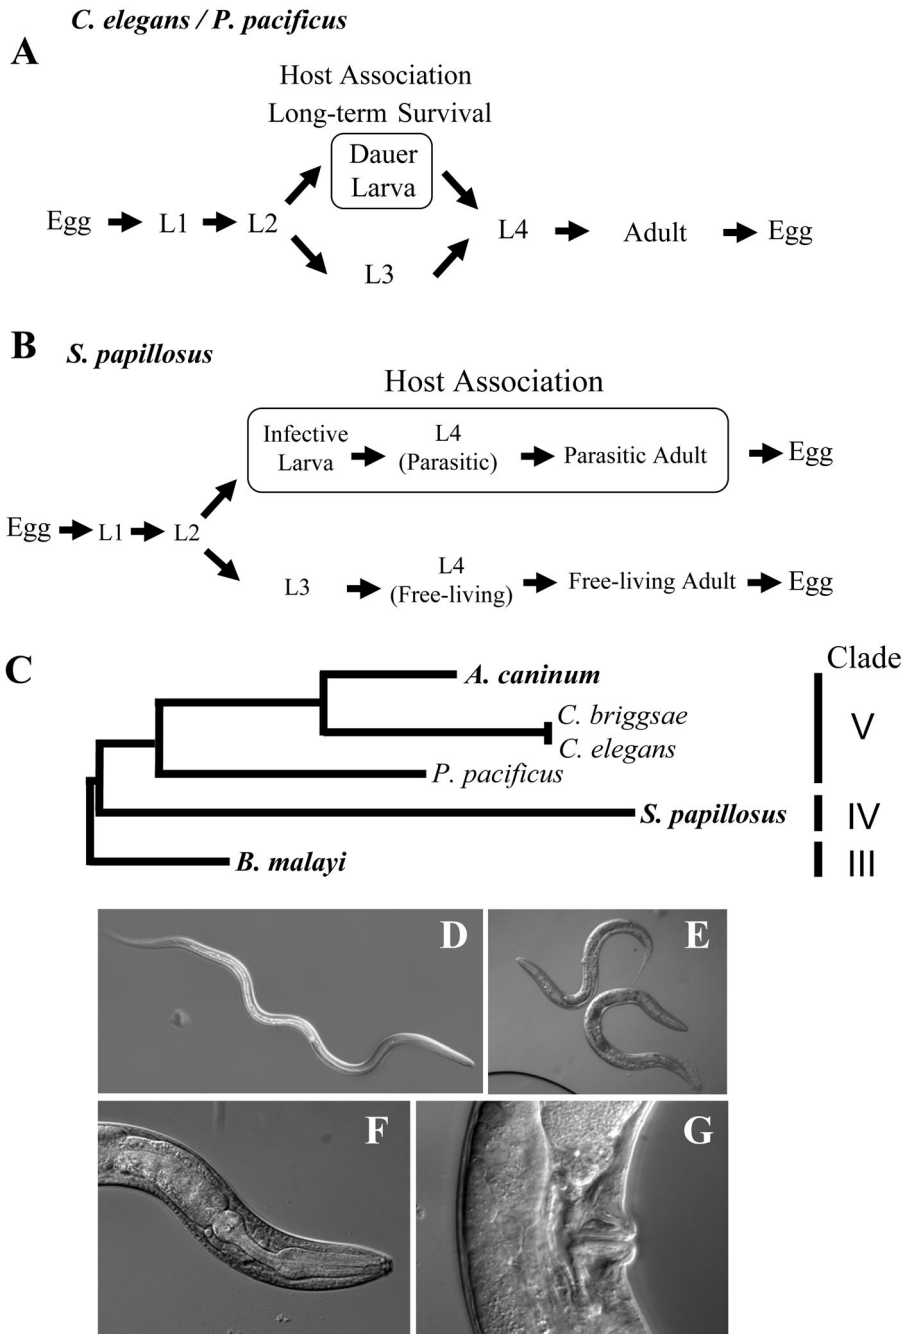 C. elegans / P. pacificus
A
Host Association
Long-term Survival
Dauer
Larva
Egg L1 L2 L4 Adult Egg
L3
B S. papillosus
Host Association
Infective
Larva
L4
(Parasitic)
Parasitic Adult
Egg
Egg L1 L2
L3
L4
(Free-living)
Free-living Adult
Egg
C
Clade
A. caninum
C. briggsae
C. elegans
V
P. pacificus
S. papillosus
IV
B. malayi
III
D
E
F
G